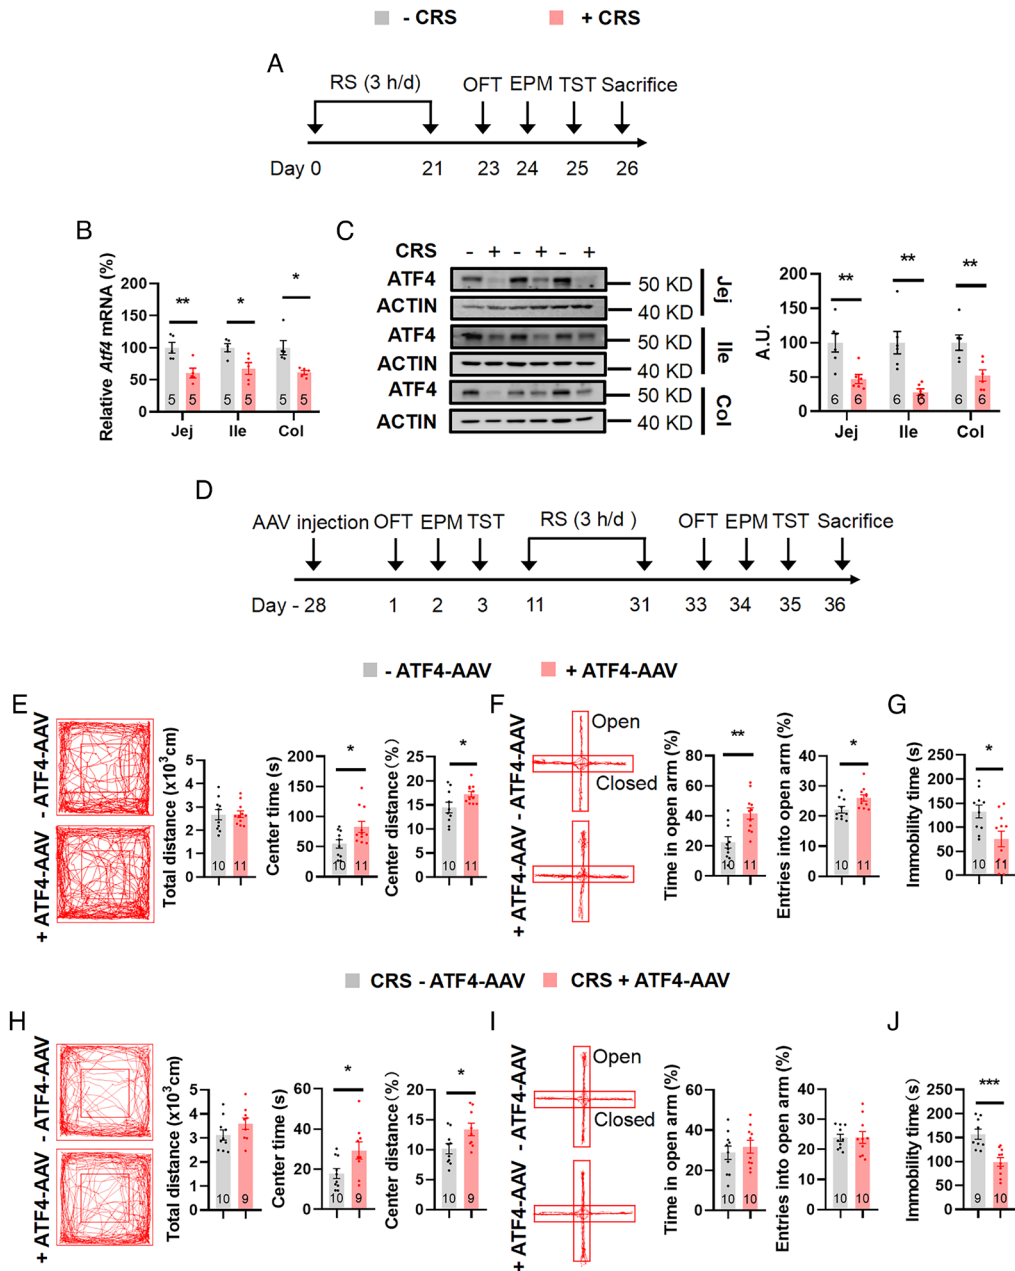 - CRS + CRS
A
RS (3 h/d) OFT EPM TST Sacrifice
Day 0 21 23 24 25 26
B
Relative Atf4 mRNA (%)
200
150
100
50
0
** * *
5 5 5 5 5 5
Jej Ile Col
C
CRS - + - + - +
ATF4 50 KD
ACTIN 40 KD
Jej
ATF4 50 KD
ACTIN 40 KD
Ile
ATF4 50 KD
ACTIN 40 KD
Col
A.U.
200
150
100
50
0
** ** **
6 6 6 6 6 6
Jej Ile Col
D
AAV injection OFT EPM TST RS (3 h/d ) OFT EPM TST Sacrifice
Day - 28 1 2 3 11 31 33 34 35 36
- ATF4-AAV + ATF4-AAV
E
- ATF4-AAV
+ ATF4-AAV
Total distance (x10³cm)
5
4
3
2
1
0
10 11
Center time (s)
200
150
100
50
0
*
10 11
Center distance (%)
25
20
15
10
5
0
*
10 11
F
- ATF4-AAV
+ ATF4-AAV
Open
Closed
Time in open arm (%)
80
60
40
20
0
**
10 11
Entries into open arm (%)
40
30
20
10
0
*
10 11
G
Immobility time (s)
250
200
150
100
50
0
*
10 11
CRS - ATF4-AAV CRS + ATF4-AAV
H
- ATF4-AAV
+ ATF4-AAV
Total distance (x10³cm)
5
4
3
2
1
0
10 9
Center time (s)
60
40
20
0
*
10 9
Center distance (%)
20
15
10
5
0
*
10 9
I
- ATF4-AAV
+ ATF4-AAV
Open
Closed
Time in open arm (%)
60
40
20
0
10 10
Entries into open arm (%)
40
30
20
10
0
10 10
J
Immobility time (s)
250
200
150
100
50
0
***
9 10